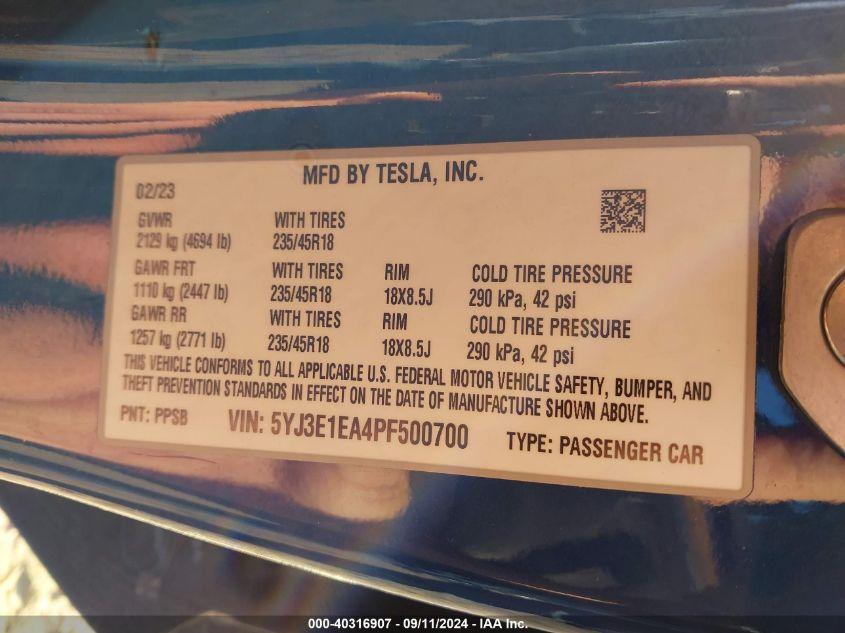 MFD BY TESLA, INC.
02/23
GVWR WITH TIRES
2129 kg (4694 lb) 235/45R18
GAWR FRT WITH TIRES RIM COLD TIRE PRESSURE
1110 kg (2447 lb) 235/45R18 18X8.5J 290 kPa, 42 psi
GAWR RR WITH TIRES RIM COLD TIRE PRESSURE
1257 kg (2771 lb) 235/45R18 18X8.5J 290 kPa, 42 psi
THIS VEHICLE CONFORMS TO ALL APPLICABLE U.S. FEDERAL MOTOR VEHICLE SAFETY, BUMPER, AND
THEFT PREVENTION STANDARDS IN EFFECT ON THE DATE OF MANUFACTURE SHOWN ABOVE.
PNT: PPSB VIN: 5YJ3E1EA4PF500700 TYPE: PASSENGER CAR
000-40316907 - 09/11/2024 - IAA Inc.